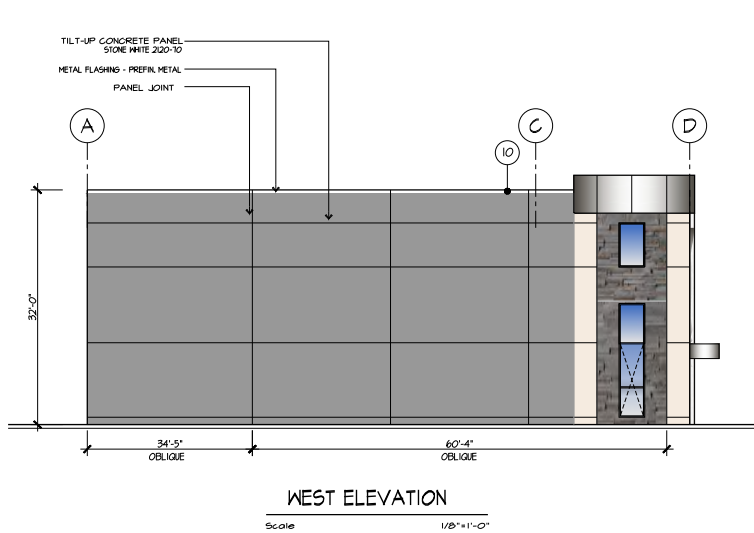 TILT-UP CONCRETE PANEL
STONE WHITE 2120-70
METAL FLASHING - PREFIN. METAL
PANEL JOINT
A
C
D
10
32'-0"
34'-5"
60'-4"
OBLIQUE
OBLIQUE
WEST ELEVATION
Scale 1/8"=1'-0"